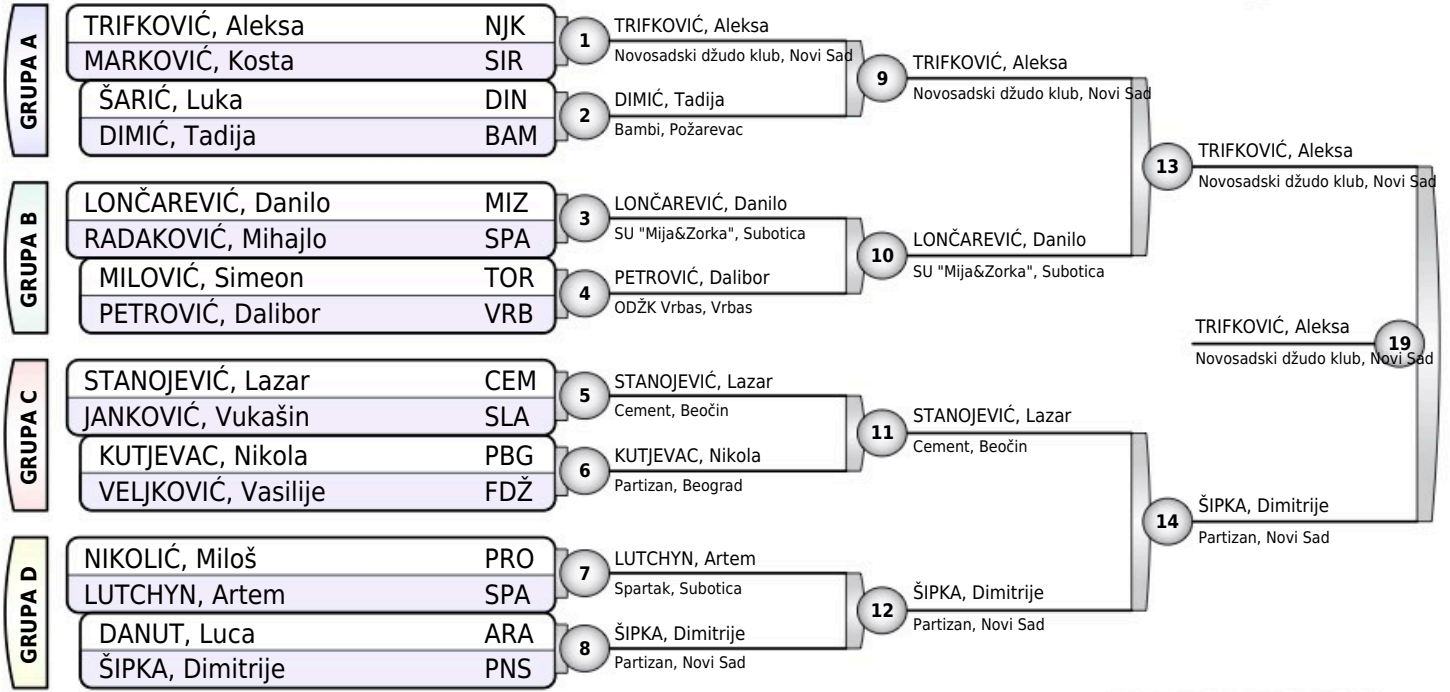 GRUPA A
TRIFKOVIĆ, Aleksa NJK
MARKOVIĆ, Kosta SIR
ŠARIĆ, Luka DIN
DIMIĆ, Tadija BAM
GRUPA B
LONČAREVIĆ, Danilo MIZ
RADAKOVIĆ, Mihajlo SPA
MILOVIĆ, Simeon TOR
PETROVIĆ, Dalibor VRB
GRUPA C
STANOJEVIĆ, Lazar CEM
JANKOVIĆ, Vukašin SLA
KUTJEVAC, Nikola PBG
VELJKOVIĆ, Vasilije FDŽ
GRUPA D
NIKOLIĆ, Miloš PRO
LUTCHYN, Artem SPA
DANUT, Luca ARA
ŠIPKA, Dimitrije PNS
1
TRIFKOVIĆ, Aleksa
Novosadski džudo klub, Novi Sad
2
DIMIĆ, Tadija
Bambi, Požarevac
3
LONČAREVIĆ, Danilo
SU "Mija&Zorka", Subotica
4
PETROVIĆ, Dalibor
ODŽK Vrbas, Vrbas
5
STANOJEVIĆ, Lazar
Cement, Beočin
6
KUTJEVAC, Nikola
Partizan, Beograd
7
LUTCHYN, Artem
Spartak, Subotica
8
ŠIPKA, Dimitrije
Partizan, Novi Sad
9
TRIFKOVIĆ, Aleksa
Novosadski džudo klub, Novi Sad
10
LONČAREVIĆ, Danilo
SU "Mija&Zorka", Subotica
11
STANOJEVIĆ, Lazar
Cement, Beočin
12
ŠIPKA, Dimitrije
Partizan, Novi Sad
13
TRIFKOVIĆ, Aleksa
Novosadski džudo klub, Novi Sad
14
ŠIPKA, Dimitrije
Partizan, Novi Sad
19
TRIFKOVIĆ, Aleksa
Novosadski džudo klub, Novi Sad